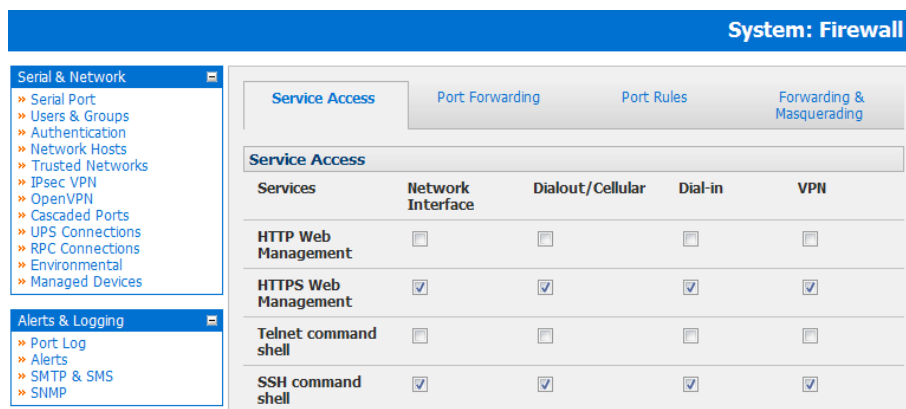 System: Firewall
Serial & Network
» Serial Port
» Users & Groups
» Authentication
» Network Hosts
» Trusted Networks
» IPsec VPN
» OpenVPN
» Cascaded Ports
» UPS Connections
» RPC Connections
» Environmental
» Managed Devices
Alerts & Logging
» Port Log
» Alerts
» SMTP & SMS
» SNMP
Service Access
Port Forwarding
Port Rules
Forwarding &
Masquerading
Service Access
Services
Network
Interface
Dialout/Cellular
Dial-in
VPN
HTTP Web
Management
HTTPS Web
Management
Telnet command
shell
SSH command
shell